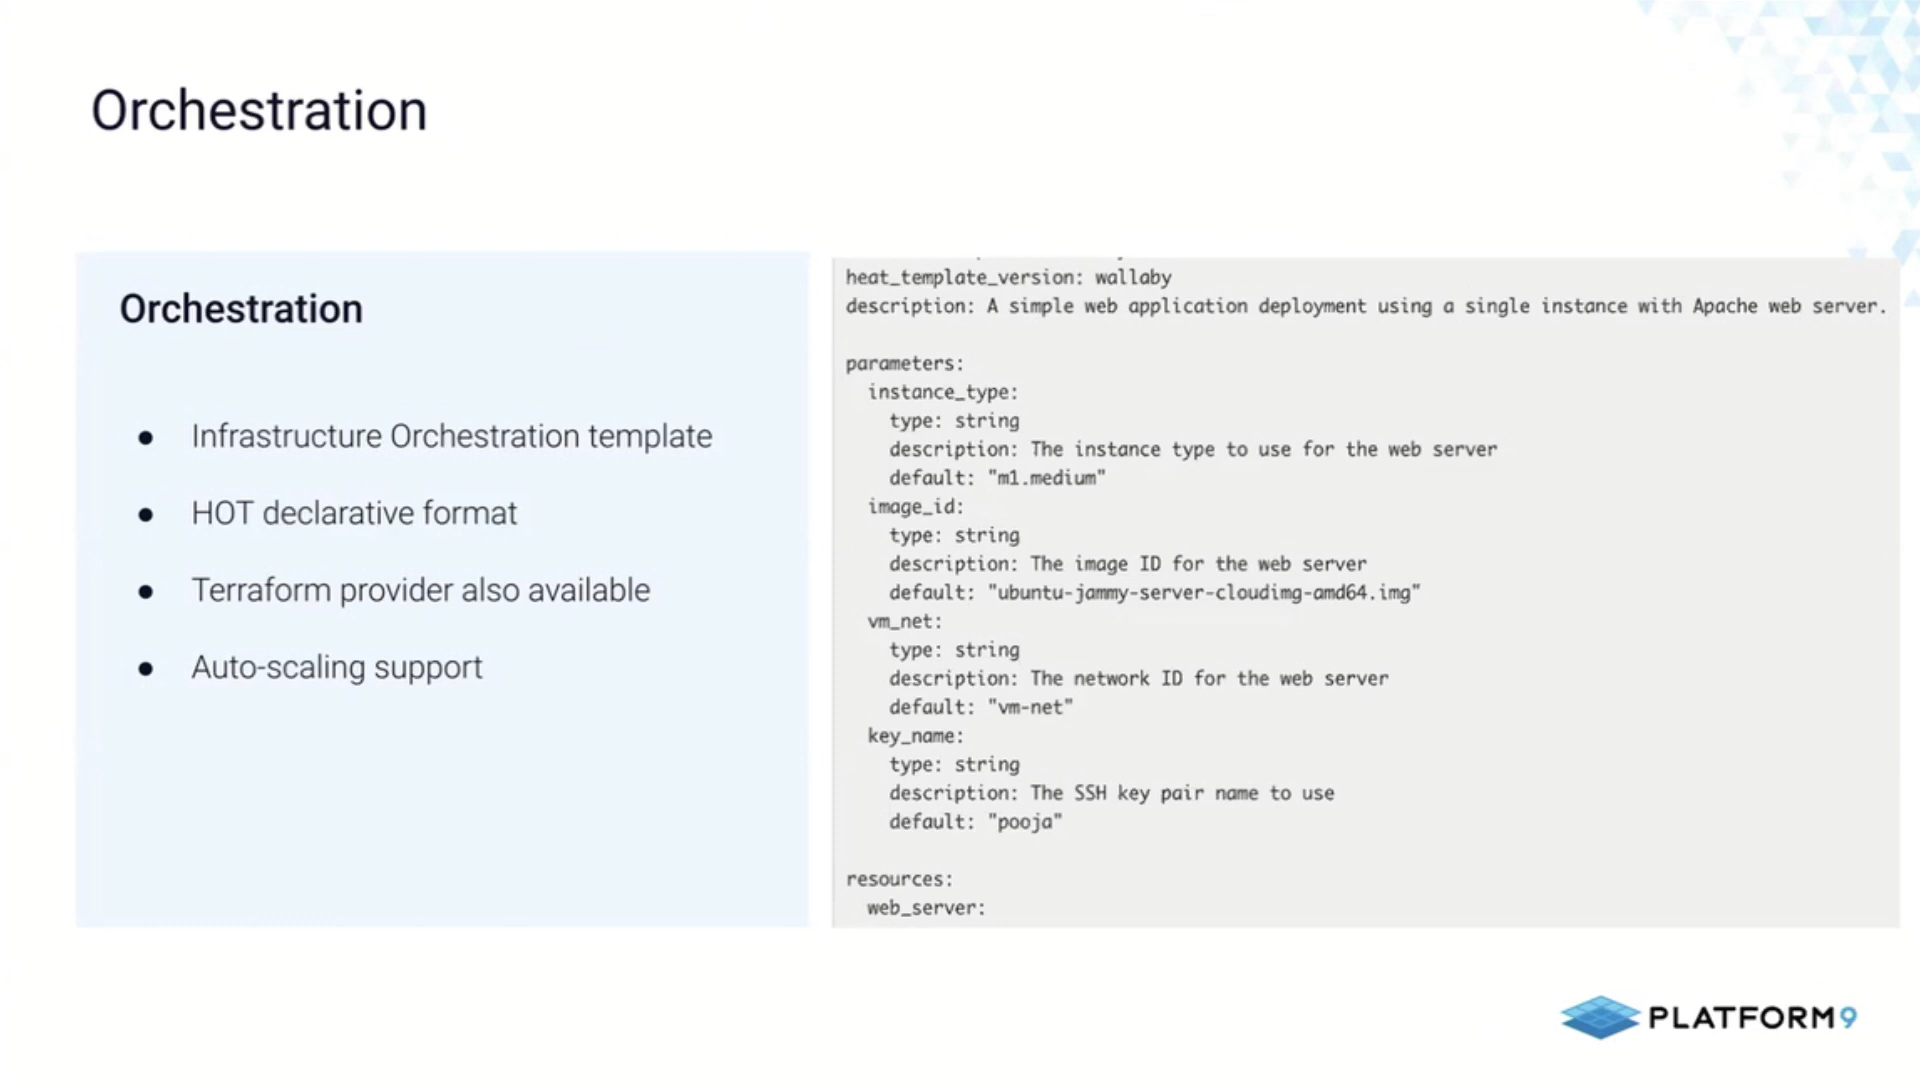 Orchestration
Orchestration
● Infrastructure Orchestration template
● HOT declarative format
● Terraform provider also available
● Auto-scaling support
heat_template_version: wallaby
description: A simple web application deployment using a single instance with Apache web server.
parameters:
  instance_type:
    type: string
    description: The instance type to use for the web server
    default: "m1.medium"
  image_id:
    type: string
    description: The image ID for the web server
    default: "ubuntu-jammy-server-cloudimg-amd64.img"
  vm_net:
    type: string
    description: The network ID for the web server
    default: "vm-net"
  key_name:
    type: string
    description: The SSH key pair name to use
    default: "pooja"
resources:
  web_server:
PLATFORM9